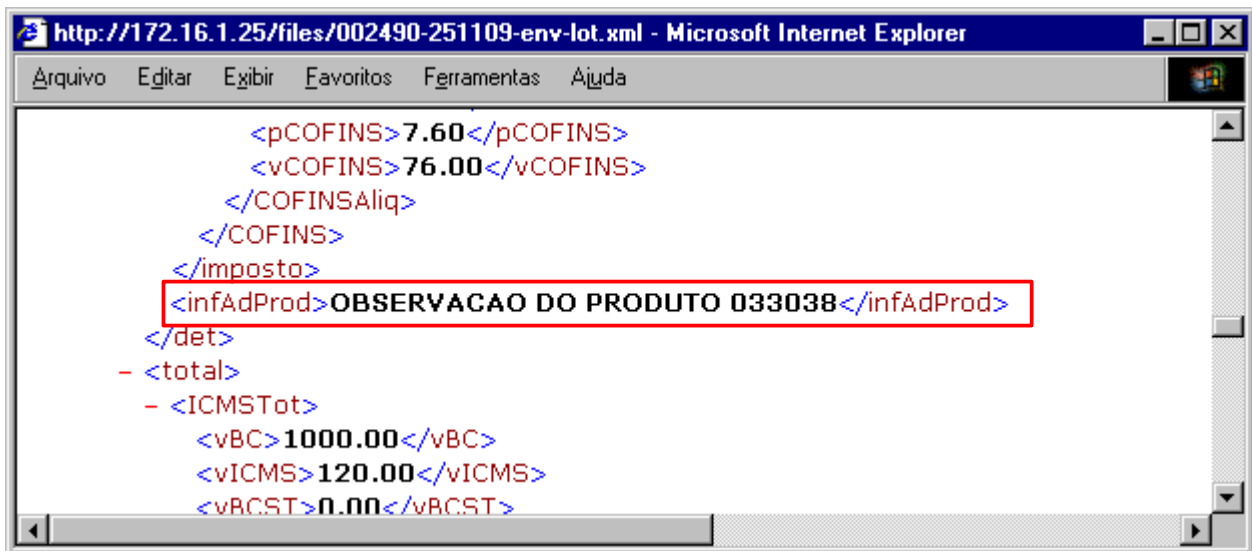 http://172.16.1.25/files/002490-251109-env-lot.xml - Microsoft Internet Explorer
Arquivo Editar Exibir Favoritos Ferramentas Ajuda
<pCOFINS>7.60</pCOFINS>
<vCOFINS>76.00</vCOFINS>
</COFINSAliq>
</COFINS>
</imposto>
<infAdProd>OBSERVACAO DO PRODUTO 033038</infAdProd>
</det>
- <total>
- <ICMSTot>
<vBC>1000.00</vBC>
<vICMS>120.00</vICMS>
<vBCST>0.00</vBCST>